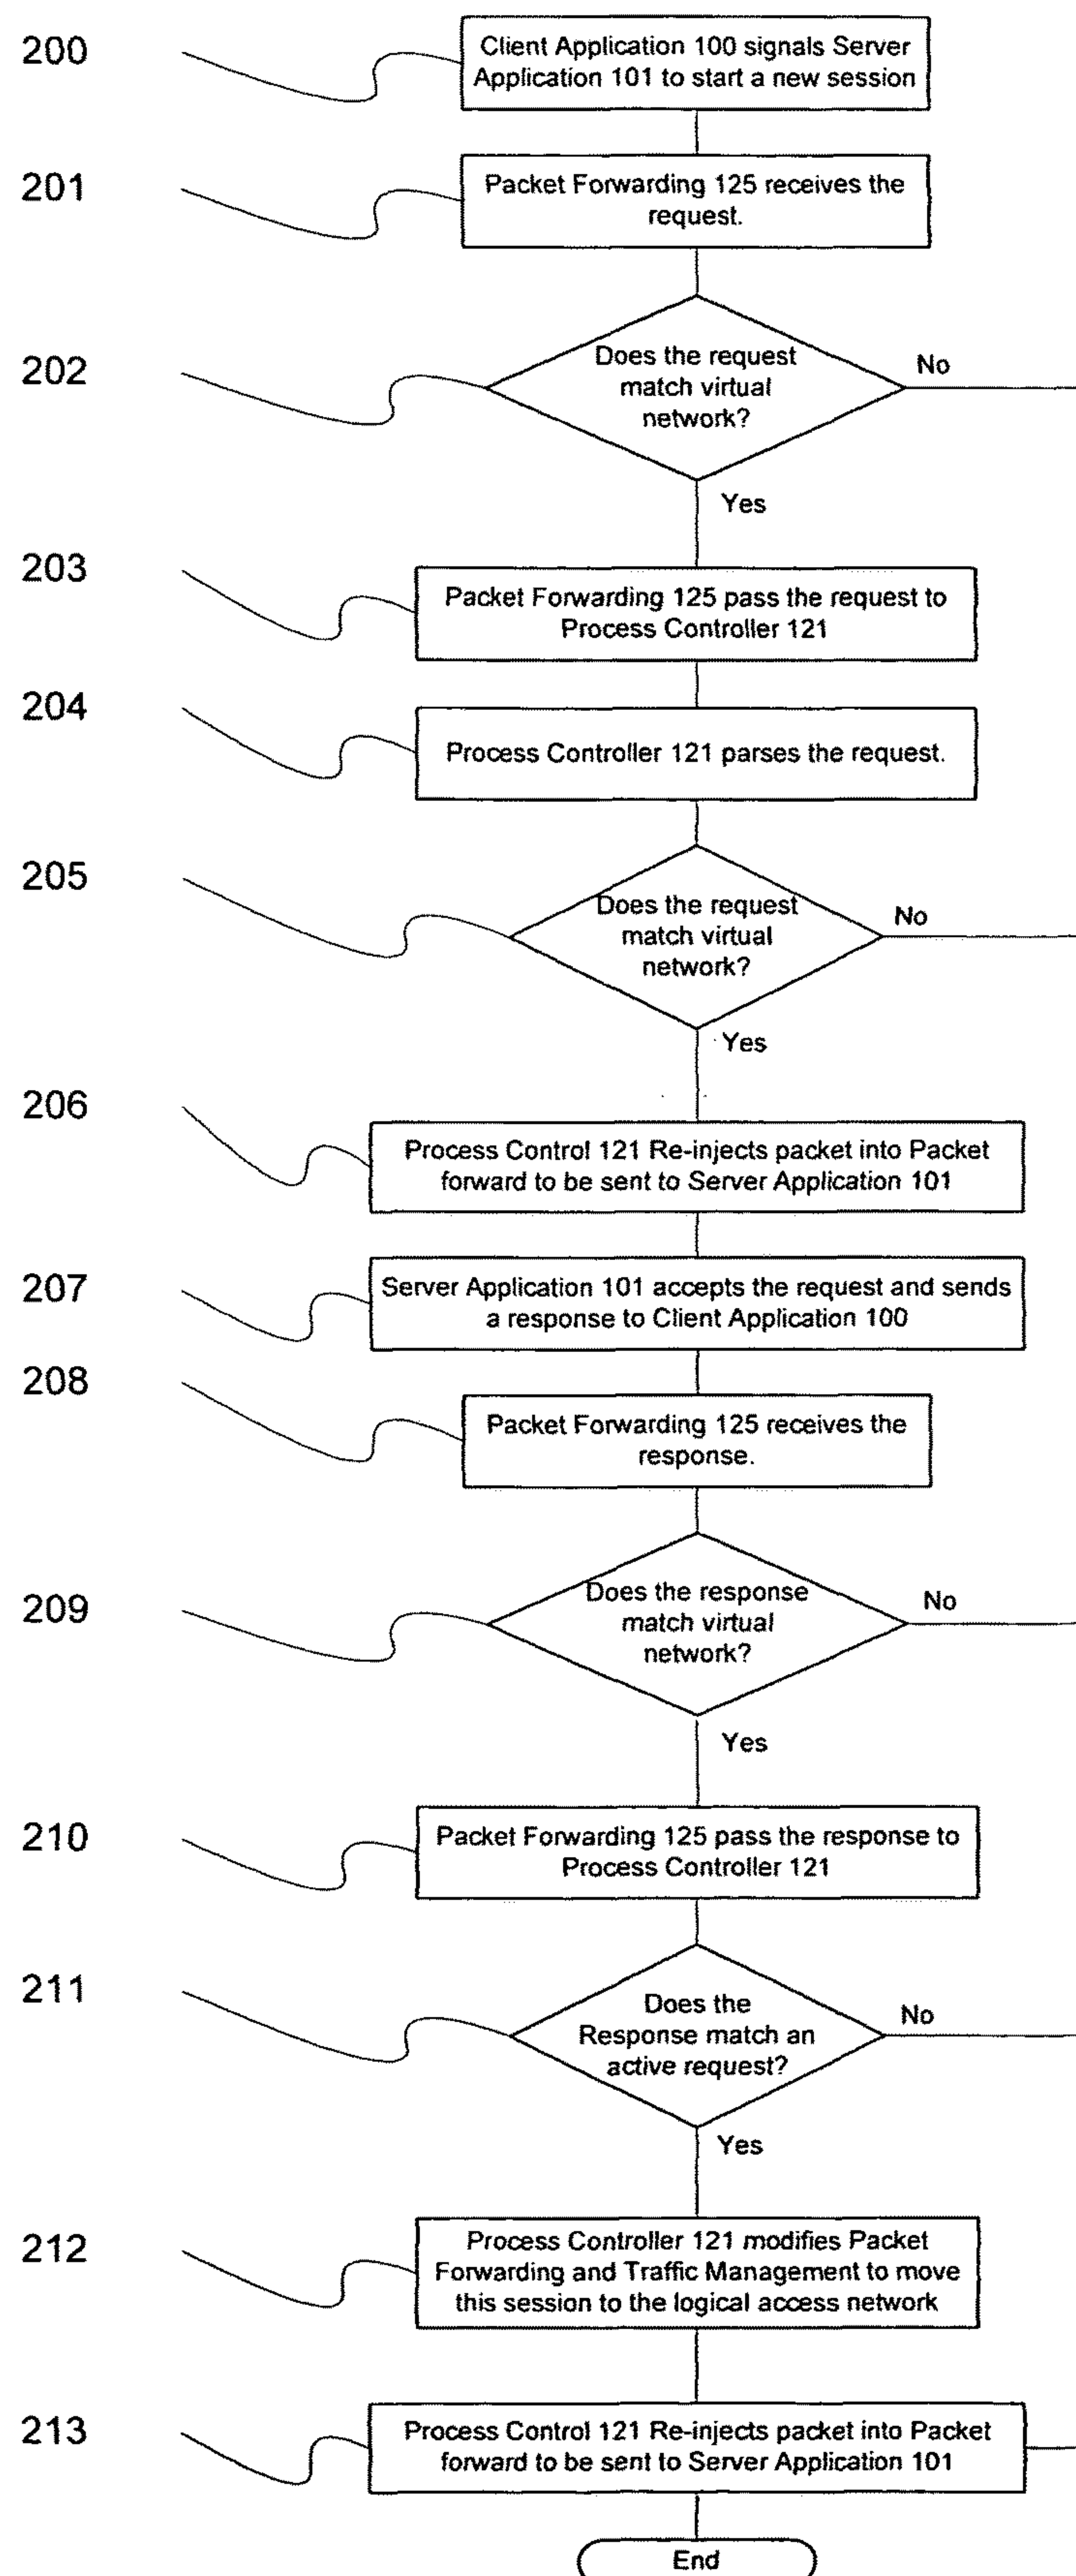 200
Client Application 100 signals Server
Application 101 to start a new session
201
Packet Forwarding 125 receives the
request.
202
Does the request
match virtual
network?
No
Yes
203
Packet Forwarding 125 pass the request to
Process Controller 121
204
Process Controller 121 parses the request.
205
Does the request
match virtual
network?
No
Yes
206
Process Control 121 Re-injects packet into Packet
forward to be sent to Server Application 101
207
Server Application 101 accepts the request and sends
a response to Client Application 100
208
Packet Forwarding 125 receives the
response.
209
Does the response
match virtual
network?
No
Yes
210
Packet Forwarding 125 pass the response to
Process Controller 121
211
Does the
Response match an
active request?
No
Yes
212
Process Controller 121 modifies Packet
Forwarding and Traffic Management to move
this session to the logical access network
213
Process Control 121 Re-injects packet into Packet
forward to be sent to Server Application 101
End